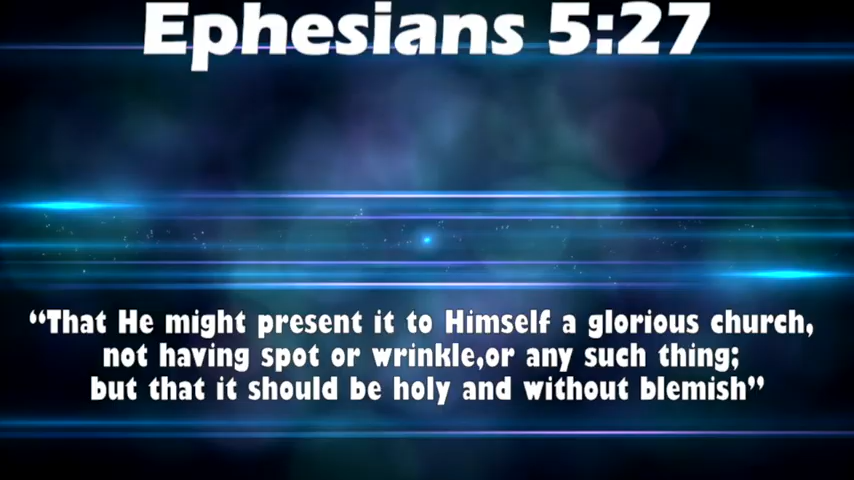 Ephesians 5:27
“That He might present it to Himself a glorious church,
not having spot or wrinkle,or any such thing;
but that it should be holy and without blemish”